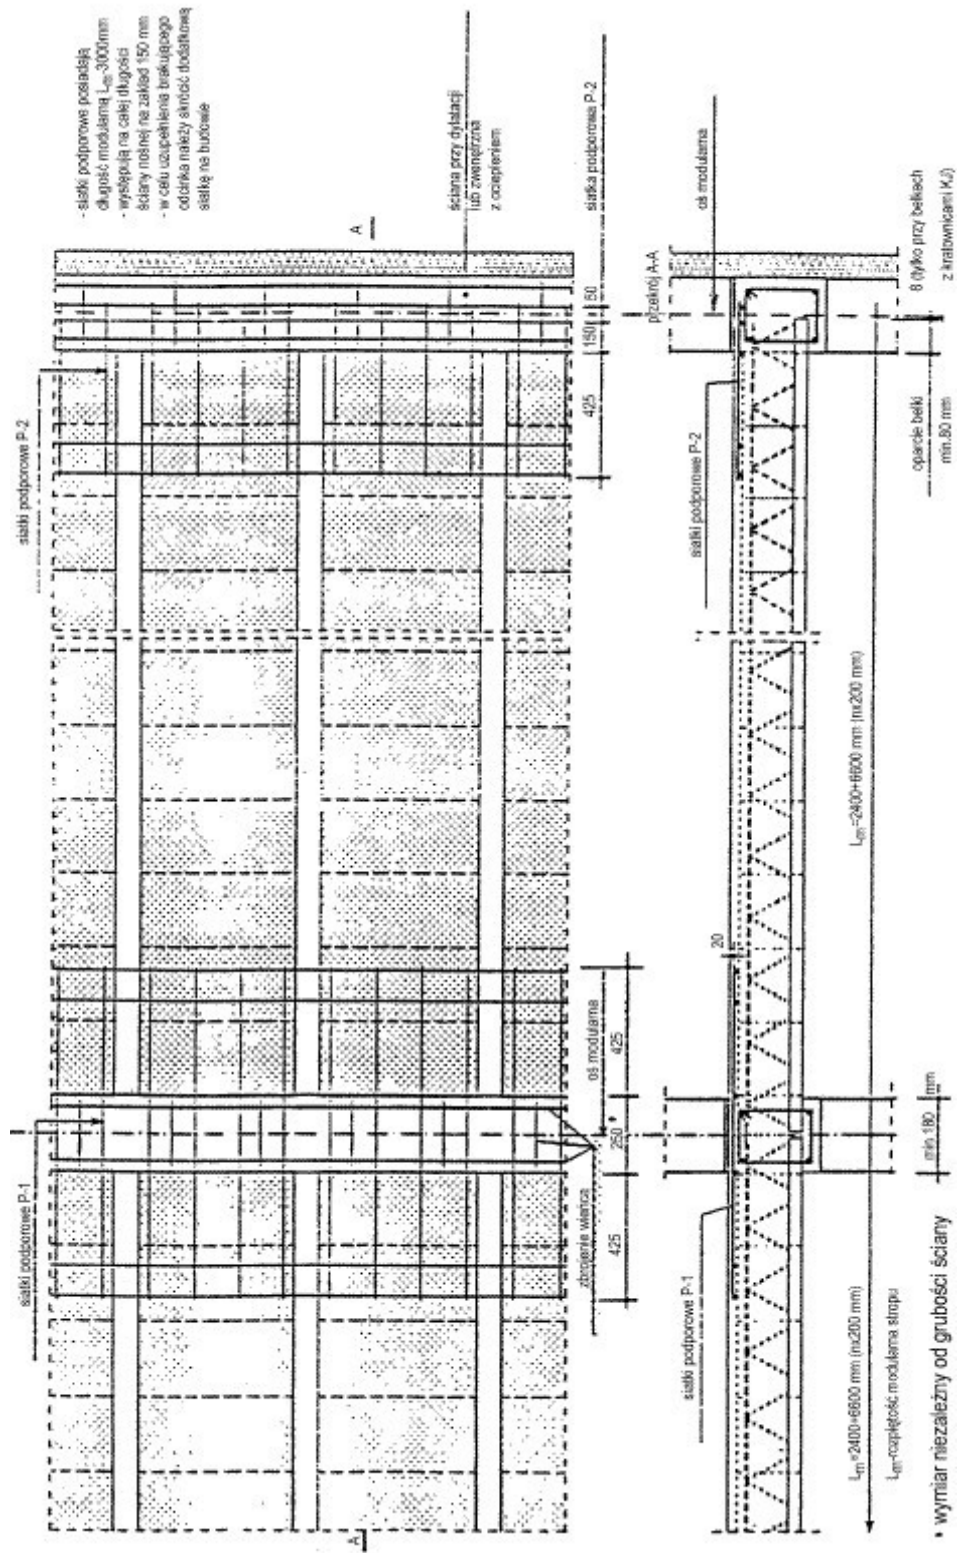 - siatki podporowe posiadają
długość modularną Lm=3000mm
- występują na całej długości
ściany nośnej na zakład 150 mm
- w celu uzupełnienia brakującego
odcinka należy skrócić dodatkową
siatkę na budowie
A
ściana przy dylatacji
lub zewnętrzna
z ociepleniem
siatka podporowa P-2
siatki podporowe P-2
425
150
50
siatki podporowe P-1
oś modularna
425
250 *
425
zbrojenie wieńca
A
przekrój A-A
oś modularna
siatki podporowe P-2
8 (tylko przy belkach
z kratownicami KJ)
oparcie belki
min.80 mm
20
Lm=2400÷6600 mm (nx200 mm)
siatki podporowe P-1
min 180 mm
Lm=2400÷6600 mm (nx200 mm)
Lm-rozpiętość modularna stropu
* wymiar niezależny od grubości ściany